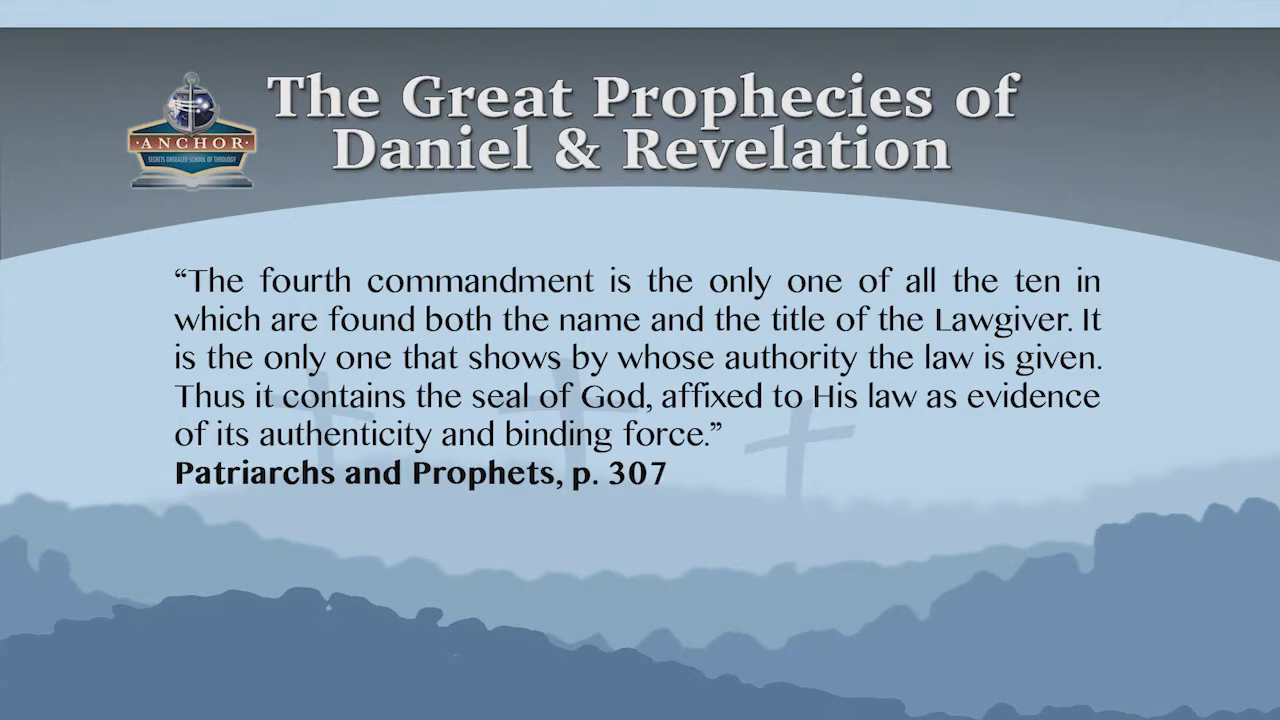 The Great Prophecies of
Daniel & Revelation
·ANCHOR·
SECRETS UNSEALED SCHOOL OF THEOLOGY
“The fourth commandment is the only one of all the ten in
which are found both the name and the title of the Lawgiver. It
is the only one that shows by whose authority the law is given.
Thus it contains the seal of God, affixed to His law as evidence
of its authenticity and binding force.”
Patriarchs and Prophets, p. 307